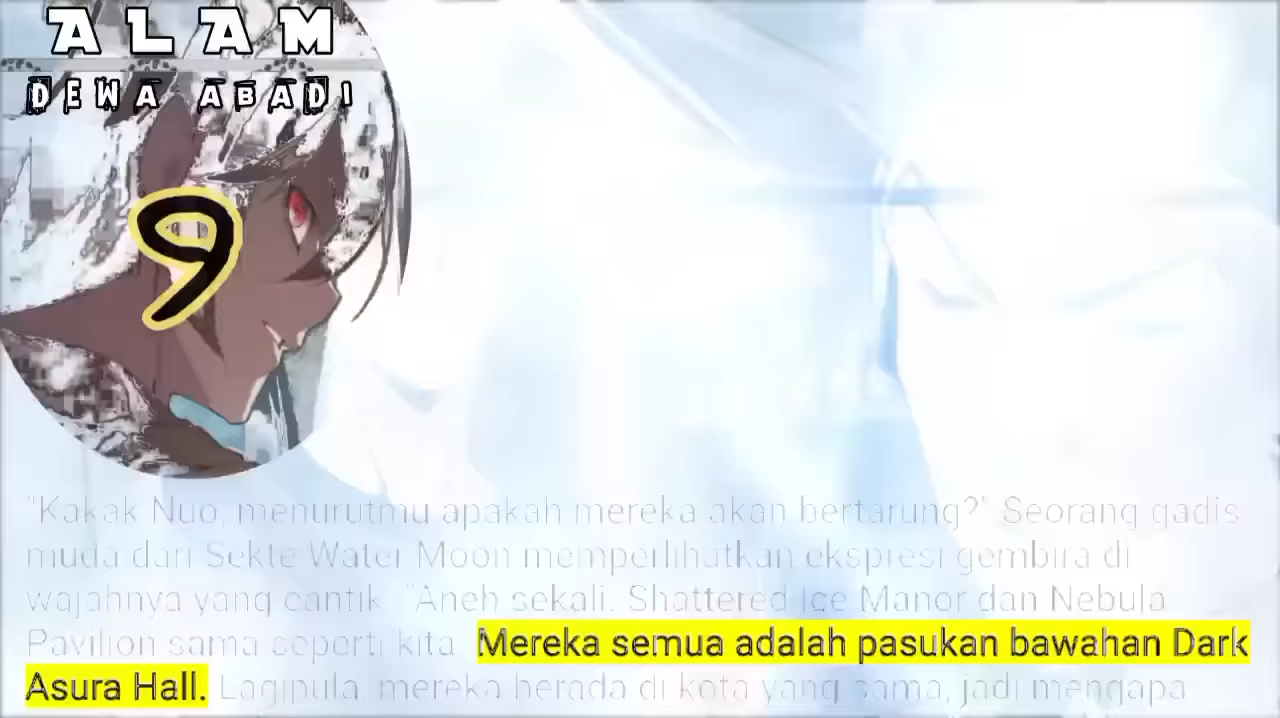 ALAM
DEWA ABADI
9
"Kakak Nuo, menurutmu apakah mereka akan bertarung?" Seorang gadis
muda dari Sekte Water Moon memperlihatkan ekspresi gembira di
wajahnya yang cantik. "Aneh sekali. Shattered Ice Manor dan Nebula
Pavilion sama seperti kita. Mereka semua adalah pasukan bawahan Dark
Asura Hall. Lagipula, mereka berada di kota yang sama, jadi mengapa